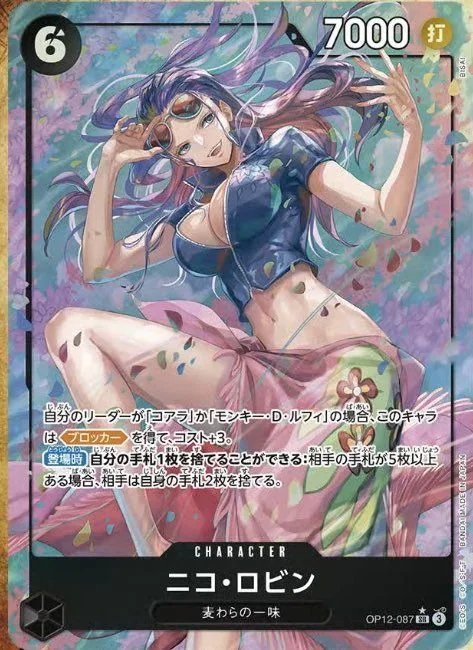 6
7000 打
BISAI
自分のリーダーが「コアラ」か「モンキー・D・ルフィ」の場合、このキャラ
は ブロッカー を得て、コスト+3。
登場時 自分の手札1枚を捨てることができる:相手の手札が5枚以上
ある場合、相手は自身の手札2枚を捨てる。
CHARACTER
ニコ・ロビン
麦わらの一味
OP12-087 SR 3
BANDAI MADE IN JAPAN